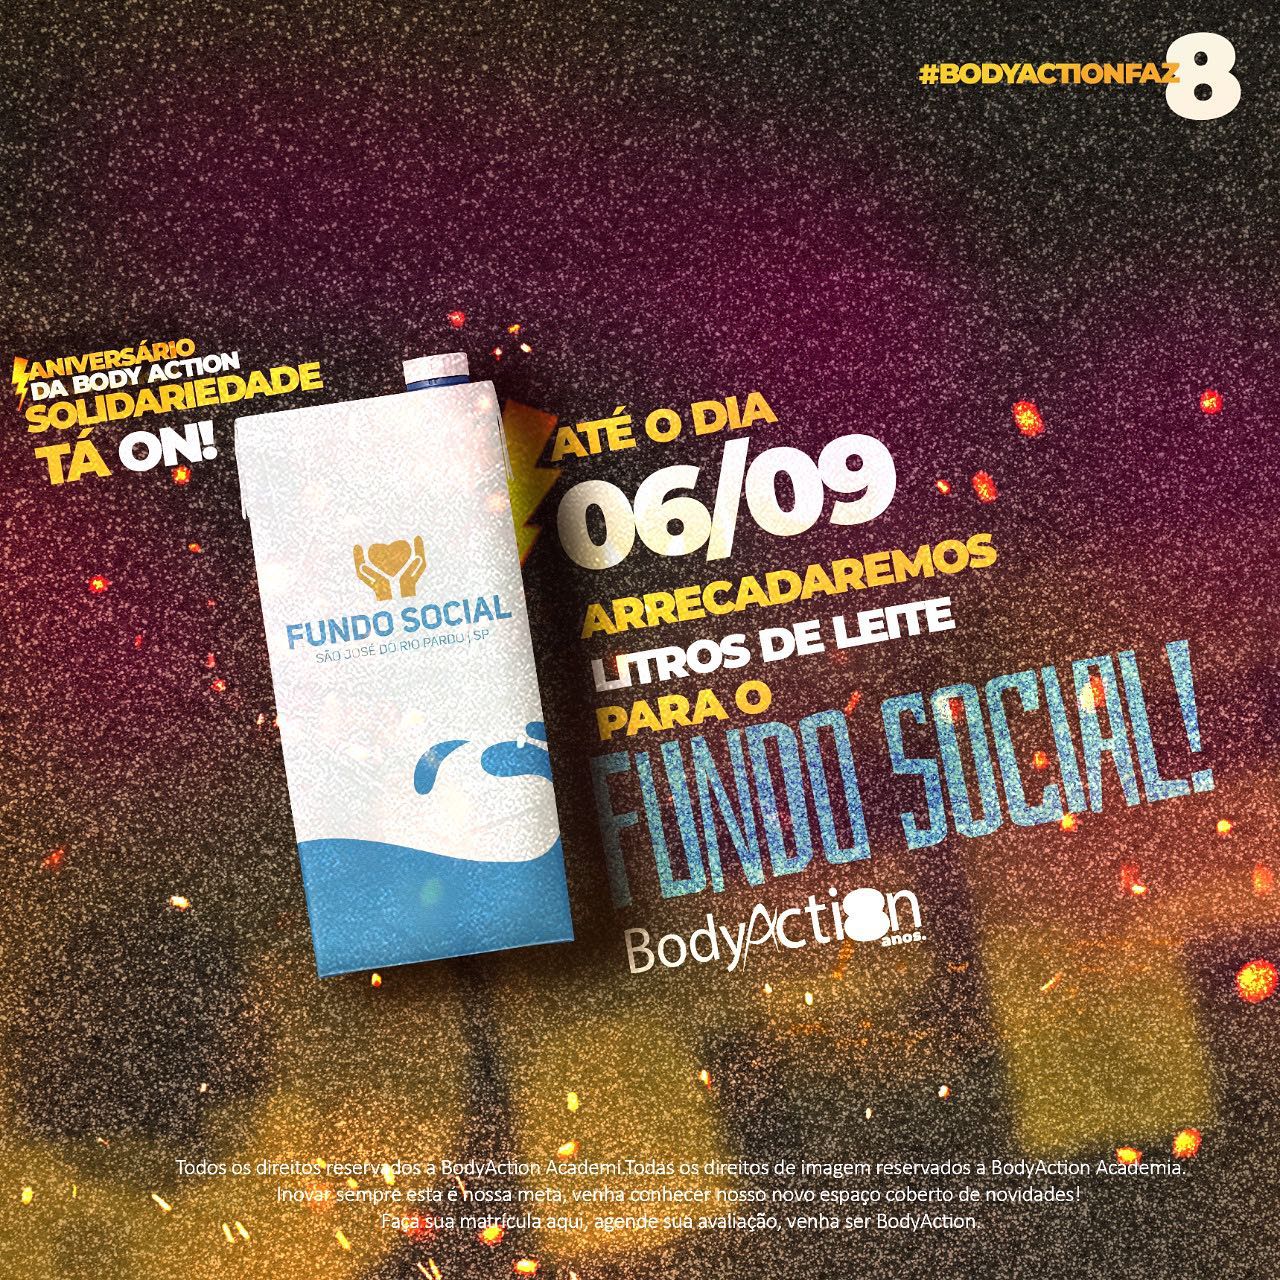 #BODYACTIONFAZ8
ANIVERSÁRIO
DA BODY ACTION
SOLIDARIEDADE
TÁ ON!
FUNDO SOCIAL
SÃO JOSÉ DO RIO PARDO | SP
ATÉ O DIA
06/09
ARRECADAREMOS
LITROS DE LEITE
PARA O
FUNDO SOCIAL!
BodyActi8n
anos.
Todos os direitos reservados a BodyAction Academi.Todas os direitos de imagem reservados a BodyAction Academia.
Inovar sempre esta é nossa meta, venha conhecer nosso novo espaço coberto de novidades!
Faça sua matrícula aqui, agende sua avaliação, venha ser BodyAction.